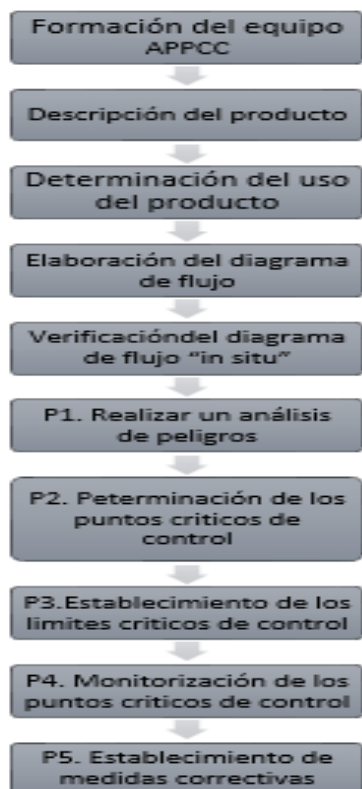 Formación del equipo
APPCC
Descripción del producto
Determinación del uso
del producto
Elaboración del diagrama
de flujo
Verificacióndel diagrama
de flujo "in situ"
P1. Realizar un análisis
de peligros
P2. Peterminación de los
puntos criticos de
control
P3.Establecimiento de los
limites criticos de control
P4. Monitorización de los
puntos criticos de control
P5. Establecimiento de
medidas correctivas